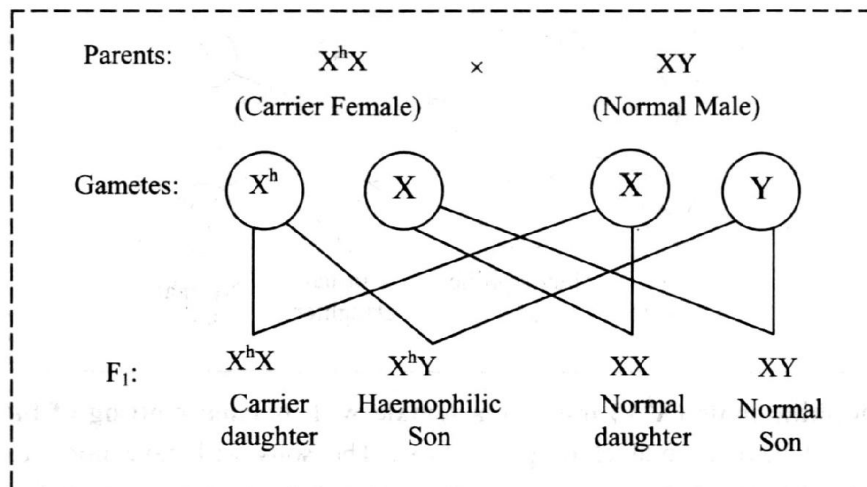 Parents: XʰX × XY
(Carrier Female) (Normal Male)
Gametes: Xʰ X X Y
F₁: XʰX XʰY XX XY
Carrier Haemophilic Normal Normal
daughter Son daughter Son